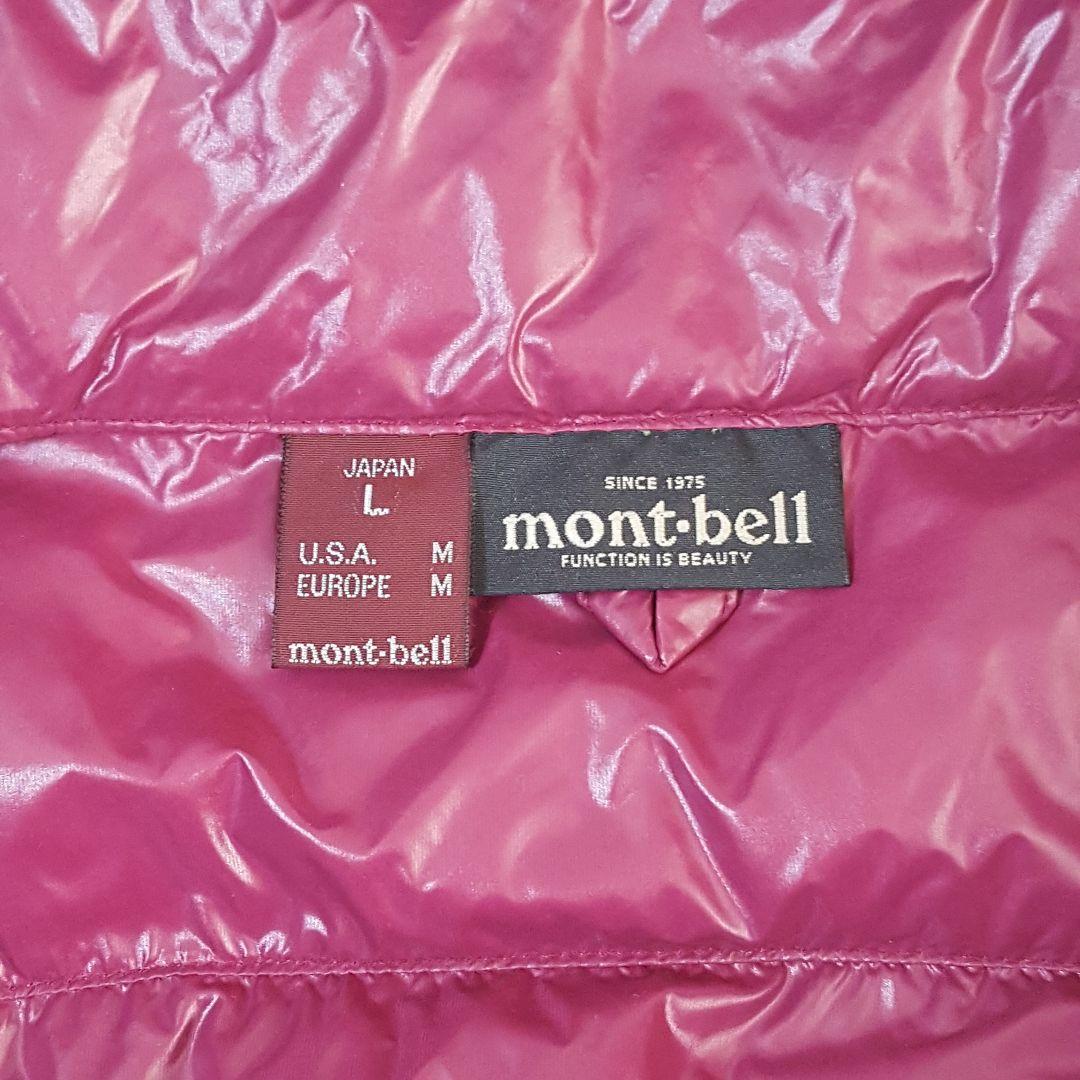 JAPAN
L
U.S.A. M
EUROPE M
mont·bell
SINCE 1975
mont·bell
FUNCTION IS BEAUTY